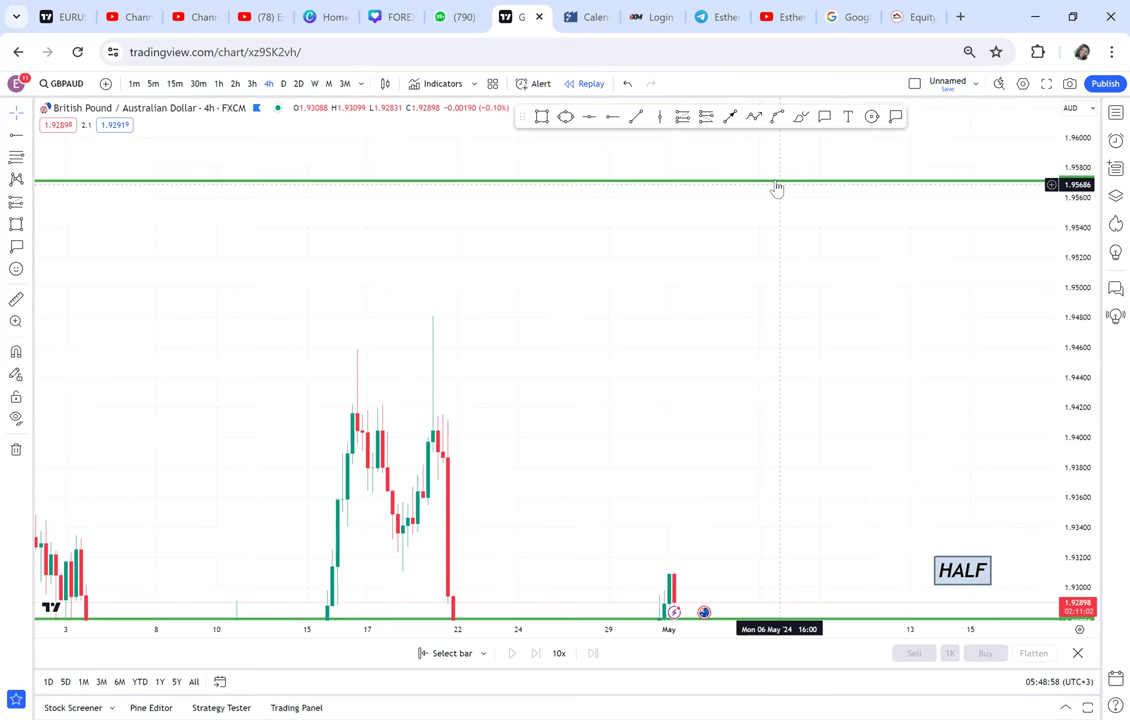 EURUS
Chann
Chann
(78) E
Home
FORE
(790)
G
Calen
Login
Esther
Esther
Googl
Equity
tradingview.com/chart/xz9SK2vh/
E 11 GBPAUD 1m 5m 15m 30m 1h 2h 3h 4h D 2D W M 3M Indicators Alert Replay Unnamed Save Publish
British Pound / Australian Dollar · 4h · FXCM O1.93088 H1.93099 L1.92831 C1.92898 −0.00190 (−0.10%) AUD
1.92898 2.1 1.92919
1.96000
1.95800
1.95686
1.95600
1.95400
1.95200
1.95000
1.94800
1.94600
1.94400
1.94200
1.94000
1.93800
1.93600
1.93400
1.93200
HALF
1.93000
1.92898
02:11:02
3 8 10 15 17 22 24 29 May Mon 06 May '24 16:00 13 15
Select bar 10x Sell 1K Buy Flatten
1D 5D 1M 3M 6M YTD 1Y 5Y All 05:48:58 (UTC+3)
Stock Screener Pine Editor Strategy Tester Trading Panel